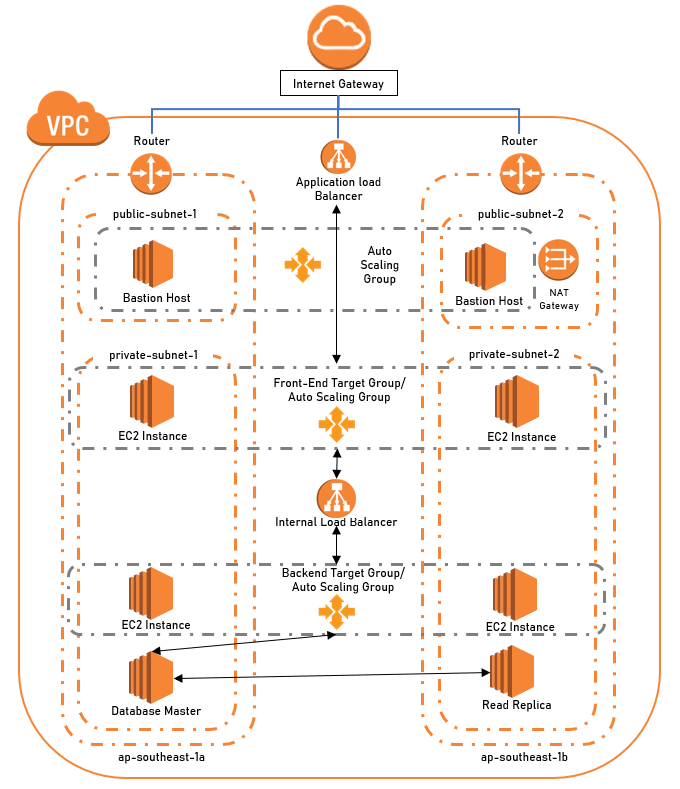 Internet Gateway
VPC
Router
Router
Application load
Balancer
public-subnet-1
public-subnet-2
Auto
Scaling
Group
Bastion Host
Bastion Host
NAT
Gateway
private-subnet-1
private-subnet-2
Front-End Target Group/
Auto Scaling Group
EC2 Instance
EC2 Instance
Internal Load Balancer
Backend Target Group/
Auto Scaling Group
EC2 Instance
EC2 Instance
Database Master
Read Replica
ap-southeast-1a
ap-southeast-1b